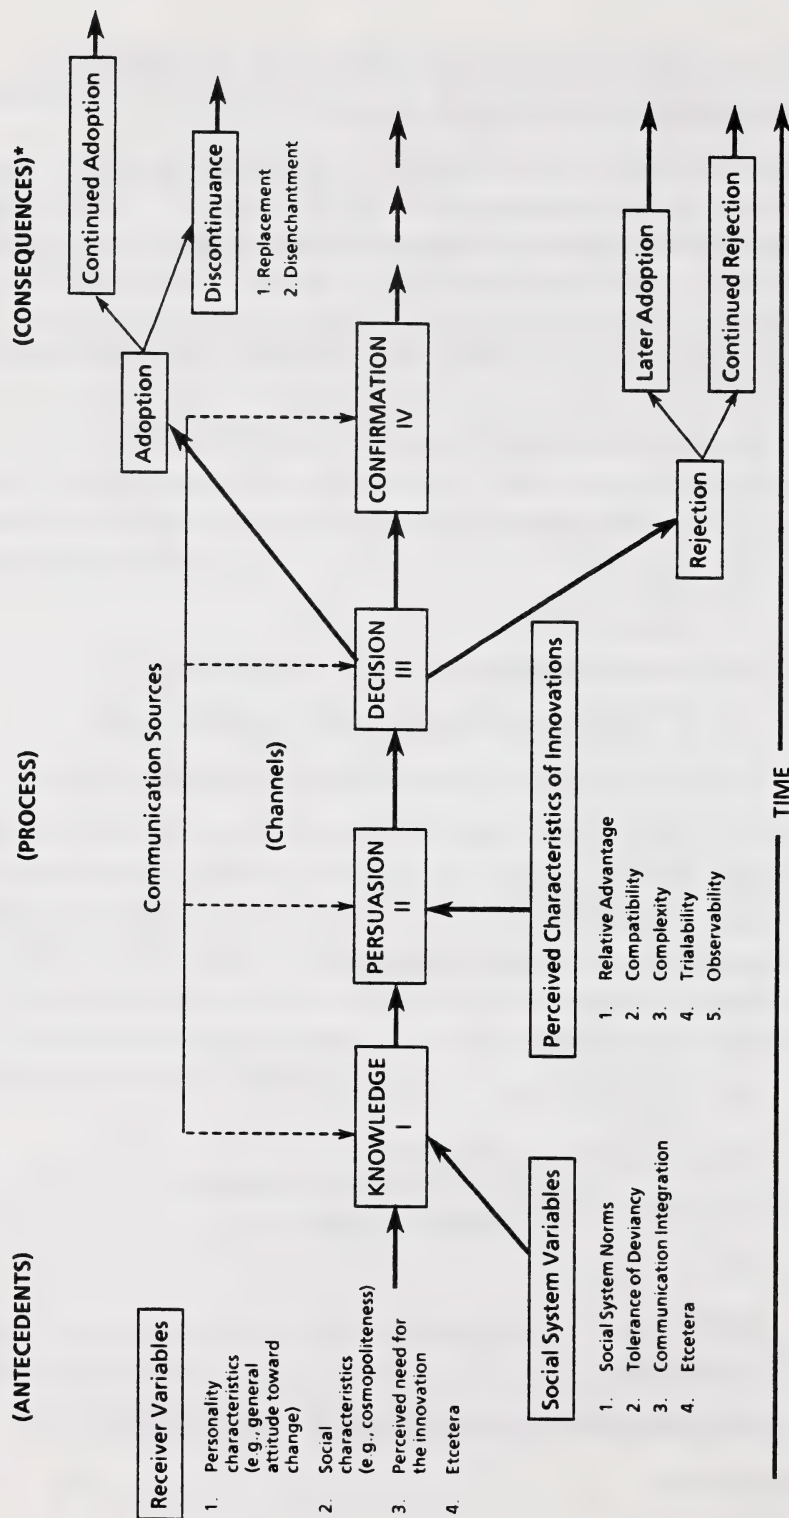 (ANTECEDENTS)
(PROCESS)
(CONSEQUENCES)*
Receiver Variables
1. Personality
characteristics
(e.g., general
attitude toward
change)
2. Social
characteristics
(e.g., cosmopoliteness)
3. Perceived need for
the innovation
4. Etcetera
Social System Variables
1. Social System Norms
2. Tolerance of Deviancy
3. Communication Integration
4. Etcetera
Communication Sources
(Channels)
KNOWLEDGE
I
PERSUASION
II
DECISION
III
CONFIRMATION
IV
Perceived Characteristics of Innovations
1. Relative Advantage
2. Compatibility
3. Complexity
4. Trialability
5. Observability
Adoption
Continued Adoption
Discontinuance
1. Replacement
2. Disenchantment
Rejection
Later Adoption
Continued Rejection
TIME